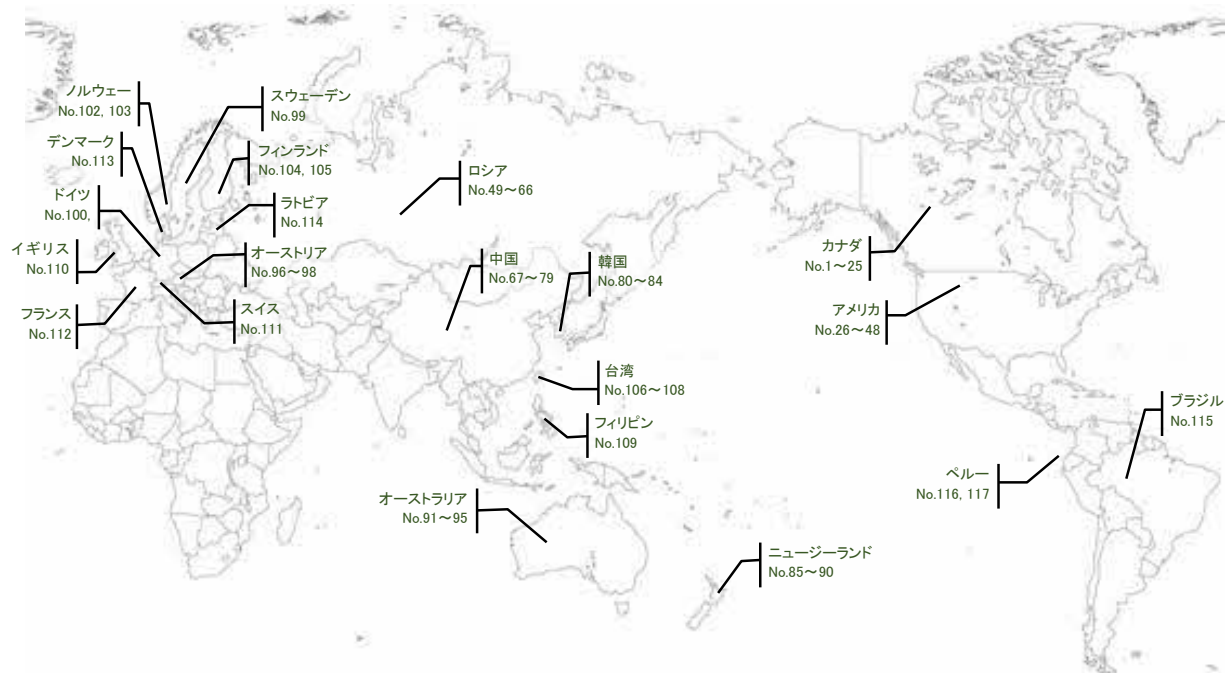 ノルウェー
No.102, 103
スウェーデン
No.99
デンマーク
No.113
フィンランド
No.104, 105
ドイツ
No.100,
ラトビア
No.114
イギリス
No.110
オーストリア
No.96～98
フランス
No.112
スイス
No.111
ロシア
No.49～66
中国
No.67～79
韓国
No.80～84
台湾
No.106～108
フィリピン
No.109
オーストラリア
No.91～95
ニュージーランド
No.85～90
カナダ
No.1～25
アメリカ
No.26～48
ブラジル
No.115
ペルー
No.116, 117